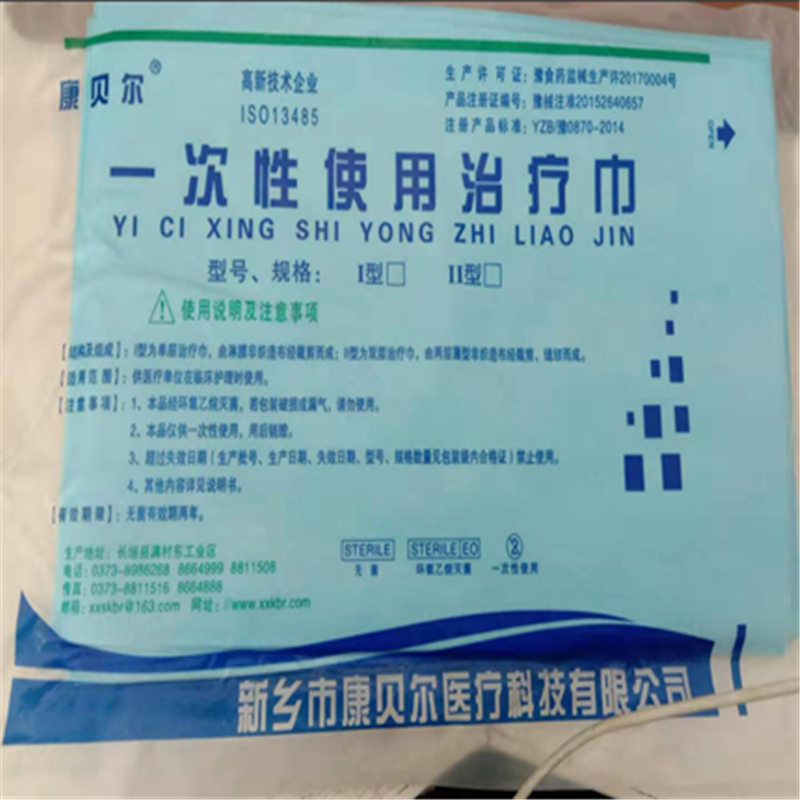 康贝尔®
高新技术企业
ISO13485
生产许可证：豫食药监械生产许20170004号
产品注册证编号：豫械注准20152640657
注册产品标准：YZB/豫0870-2014
OPEN
一次性使用治疗巾
YI CI XING SHI YONG ZHI LIAO JIN
型号、规格： I型□ II型□
使用说明及注意事项
【结构及组成】：I型为单层治疗巾，由淋膜非织造布经裁剪而成；II型为双层治疗巾，由两层薄型非织造布经裁剪、缝纫而成。
【适用范围】：供医疗单位在临床护理时使用。
【注意事项】：1、本品经环氧乙烷灭菌，若包装破损或漏气，请勿使用。
2、本品仅供一次性使用，用后销毁。
3、超过失效日期（生产批号、生产日期、失效日期、型号、规格数量见包装袋内合格证）禁止使用。
4、其他内容详见说明书。
【有效期限】：无菌有效期两年。
生产地址：长垣县满村东工业区
电话：0373-8986268 8664999 8811508
传真：0373-8811516 8664888
邮箱：xxskbr@163.com 网址：//www.xxkbr.com
STERILE STERILE EO ②
无菌 环氧乙烷灭菌 一次性使用
新乡市康贝尔医疗科技有限公司